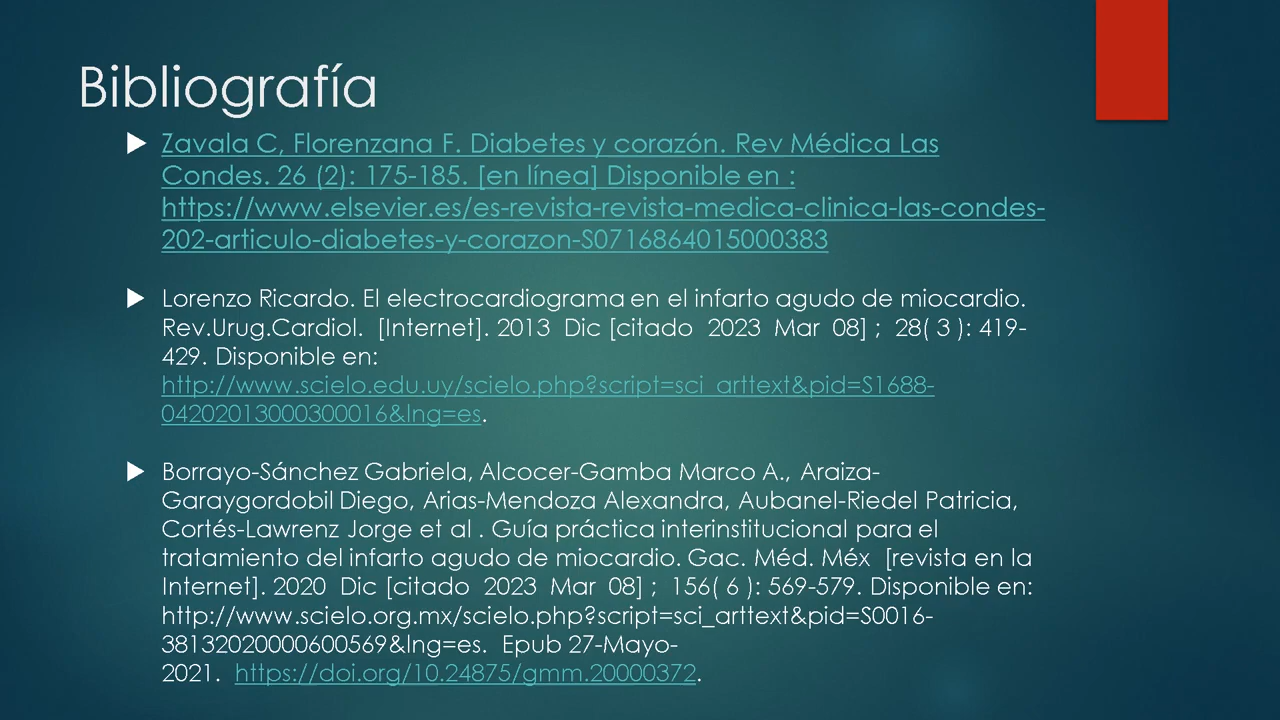 Bibliografía
Zavala C, Florenzana F. Diabetes y corazón. Rev Médica Las
Condes. 26 (2): 175-185. [en línea] Disponible en :
https://www.elsevier.es/es-revista-revista-medica-clinica-las-condes-
202-articulo-diabetes-y-corazon-S0716864015000383
Lorenzo Ricardo. El electrocardiograma en el infarto agudo de miocardio.
Rev.Urug.Cardiol. [Internet]. 2013 Dic [citado 2023 Mar 08] ; 28( 3 ): 419-
429. Disponible en:
http://www.scielo.edu.uy/scielo.php?script=sci_arttext&pid=S1688-
04202013000300016&lng=es.
Borrayo-Sánchez Gabriela, Alcocer-Gamba Marco A., Araiza-
Garaygordobil Diego, Arias-Mendoza Alexandra, Aubanel-Riedel Patricia,
Cortés-Lawrenz Jorge et al . Guía práctica interinstitucional para el
tratamiento del infarto agudo de miocardio. Gac. Méd. Méx [revista en la
Internet]. 2020 Dic [citado 2023 Mar 08] ; 156( 6 ): 569-579. Disponible en:
http://www.scielo.org.mx/scielo.php?script=sci_arttext&pid=S0016-
38132020000600569&lng=es. Epub 27-Mayo-
2021. https://doi.org/10.24875/gmm.20000372.